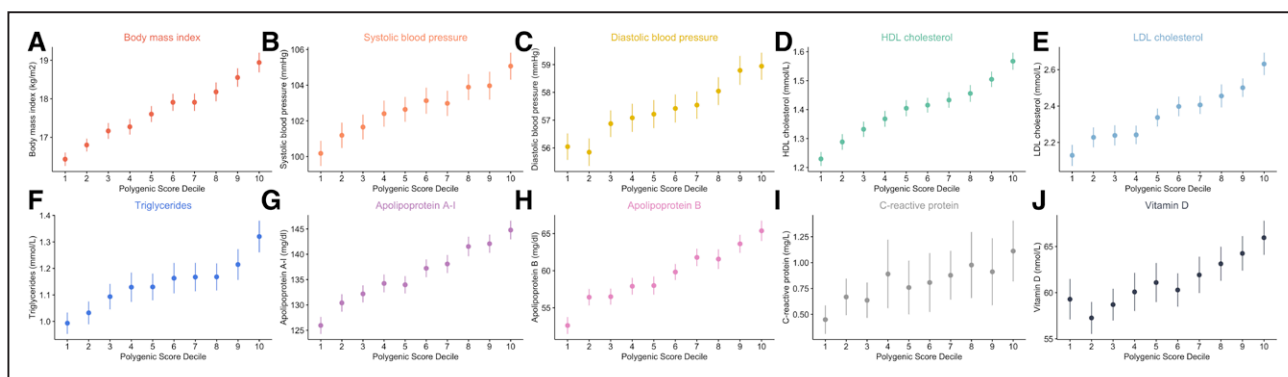 A Body mass index
Body mass index (kg/m2)
19
18
17
1 2 3 4 5 6 7 8 9 10
Polygenic Score Decile
B Systolic blood pressure
Systolic blood pressure (mmHg)
106
104
102
100
1 2 3 4 5 6 7 8 9 10
Polygenic Score Decile
C Diastolic blood pressure
Diastolic blood pressure (mmHg)
59
58
57
56
1 2 3 4 5 6 7 8 9 10
Polygenic Score Decile
D HDL cholesterol
HDL cholesterol (mmol/L)
1.6
1.5
1.4
1.3
1.2
1 2 3 4 5 6 7 8 9 10
Polygenic Score Decile
E LDL cholesterol
LDL cholesterol (mmol/L)
2.6
2.4
2.2
1 2 3 4 5 6 7 8 9 10
Polygenic Score Decile
F Triglycerides
Triglycerides (mmol/L)
1.4
1.3
1.2
1.1
1.0
1 2 3 4 5 6 7 8 9 10
Polygenic Score Decile
G Apolipoprotein A-I
Apolipoprotein A-I (mg/dl)
145
140
135
130
125
1 2 3 4 5 6 7 8 9 10
Polygenic Score Decile
H Apolipoprotein B
Apolipoprotein B (mg/dl)
65
60
55
1 2 3 4 5 6 7 8 9 10
Polygenic Score Decile
I C-reactive protein
C-reactive protein (mg/L)
1.25
1.00
0.75
0.50
1 2 3 4 5 6 7 8 9 10
Polygenic Score Decile
J Vitamin D
Vitamin D (nmol/L)
65
60
55
1 2 3 4 5 6 7 8 9 10
Polygenic Score Decile